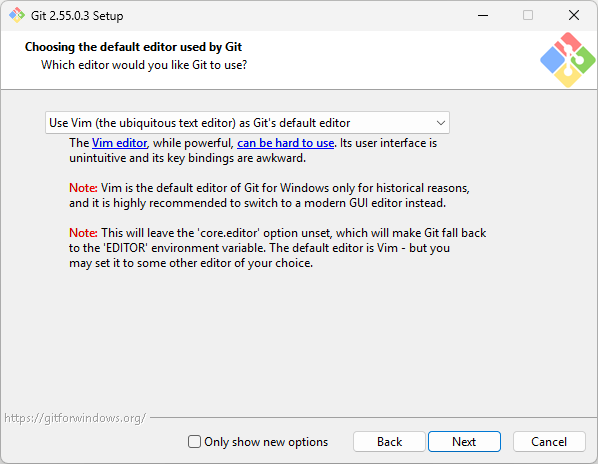 Git 2.55.0.3 Setup
Choosing the default editor used by Git
Which editor would you like Git to use?
Use Vim (the ubiquitous text editor) as Git's default editor
The Vim editor, while powerful, can be hard to use. Its user interface is
unintuitive and its key bindings are awkward.
Note: Vim is the default editor of Git for Windows only for historical reasons,
and it is highly recommended to switch to a modern GUI editor instead.
Note: This will leave the 'core.editor' option unset, which will make Git fall back
to the 'EDITOR' environment variable. The default editor is Vim - but you
may set it to some other editor of your choice.
https://gitforwindows.org/
Only show new options
Back
Next
Cancel